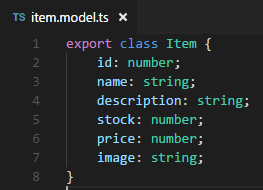 TS item.model.ts ×
1 export class Item {
2     id: number;
3     name: string;
4     description: string;
5     stock: number;
6     price: number;
7     image: string;
8 }